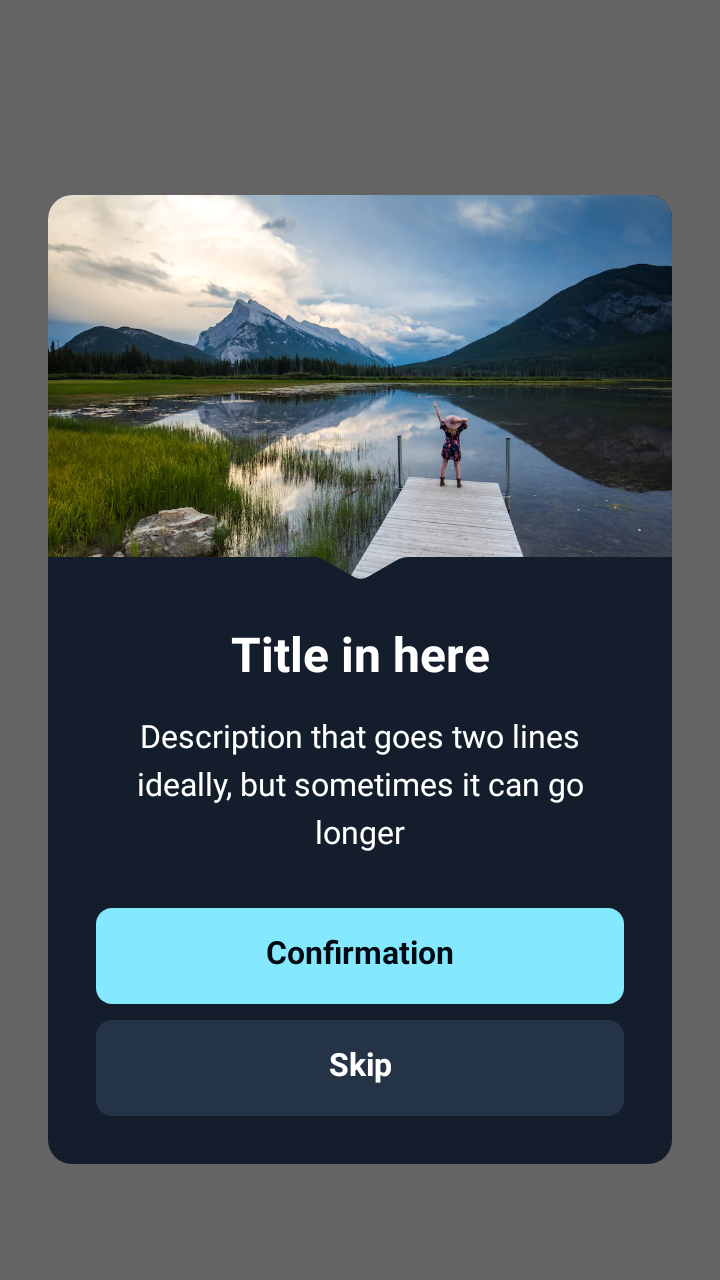 Title in here
Description that goes two lines
ideally, but sometimes it can go
longer
Confirmation
Skip